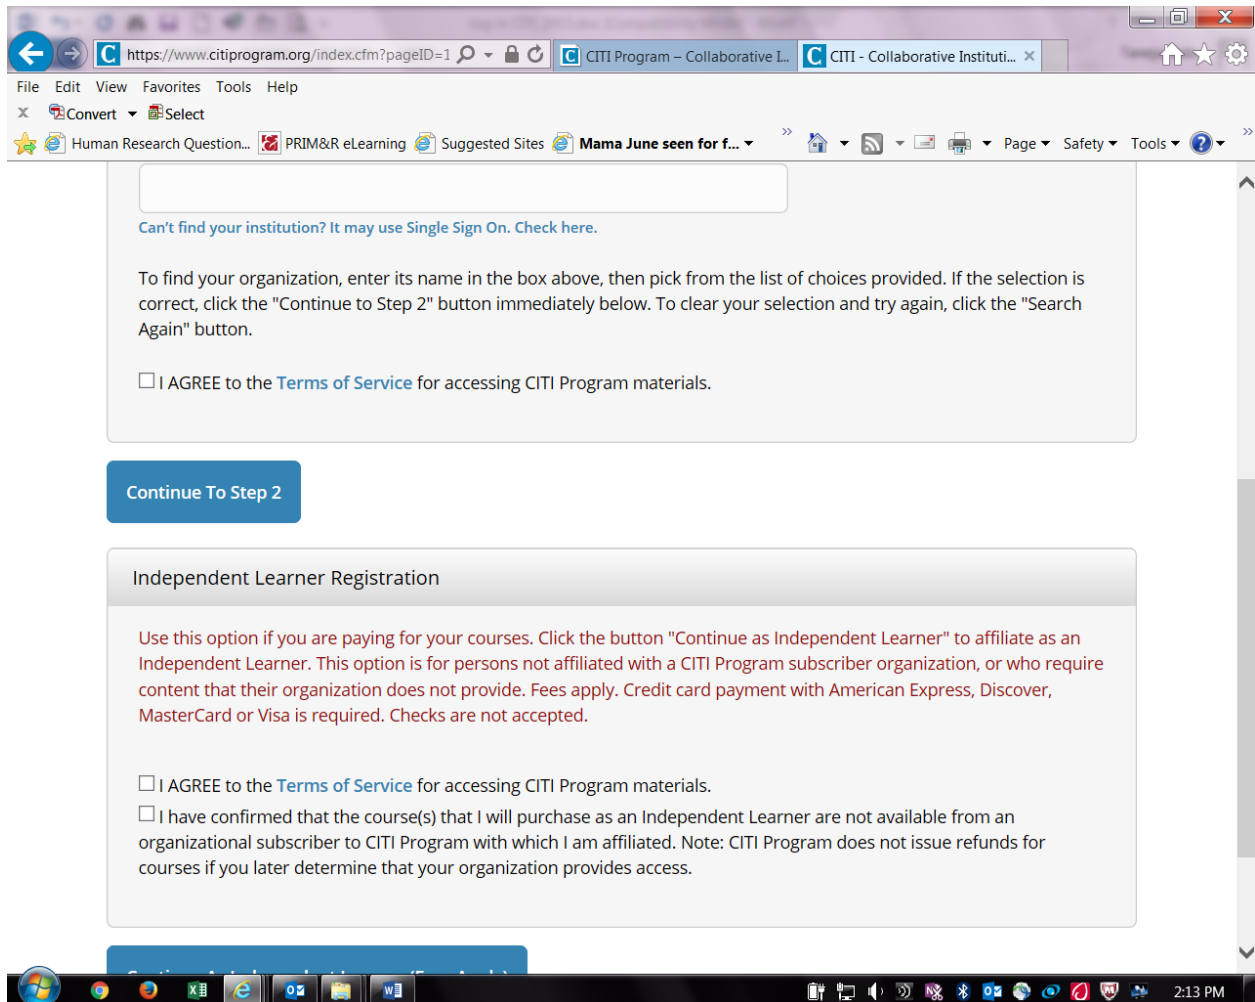 https://www.citiprogram.org/index.cfm?pageID=1
CITI Program – Collaborative I...
CITI - Collaborative Instituti...
File Edit View Favorites Tools Help
x Convert Select
Human Research Question... PRIM&R eLearning Suggested Sites Mama June seen for f... » Page Safety Tools »
Can't find your institution? It may use Single Sign On. Check here.
To find your organization, enter its name in the box above, then pick from the list of choices provided. If the selection is
correct, click the "Continue to Step 2" button immediately below. To clear your selection and try again, click the "Search
Again" button.
I AGREE to the Terms of Service for accessing CITI Program materials.
Continue To Step 2
Independent Learner Registration
Use this option if you are paying for your courses. Click the button "Continue as Independent Learner" to affiliate as an
Independent Learner. This option is for persons not affiliated with a CITI Program subscriber organization, or who require
content that their organization does not provide. Fees apply. Credit card payment with American Express, Discover,
MasterCard or Visa is required. Checks are not accepted.
I AGREE to the Terms of Service for accessing CITI Program materials.
I have confirmed that the course(s) that I will purchase as an Independent Learner are not available from an
organizational subscriber to CITI Program with which I am affiliated. Note: CITI Program does not issue refunds for
courses if you later determine that your organization provides access.
2:13 PM